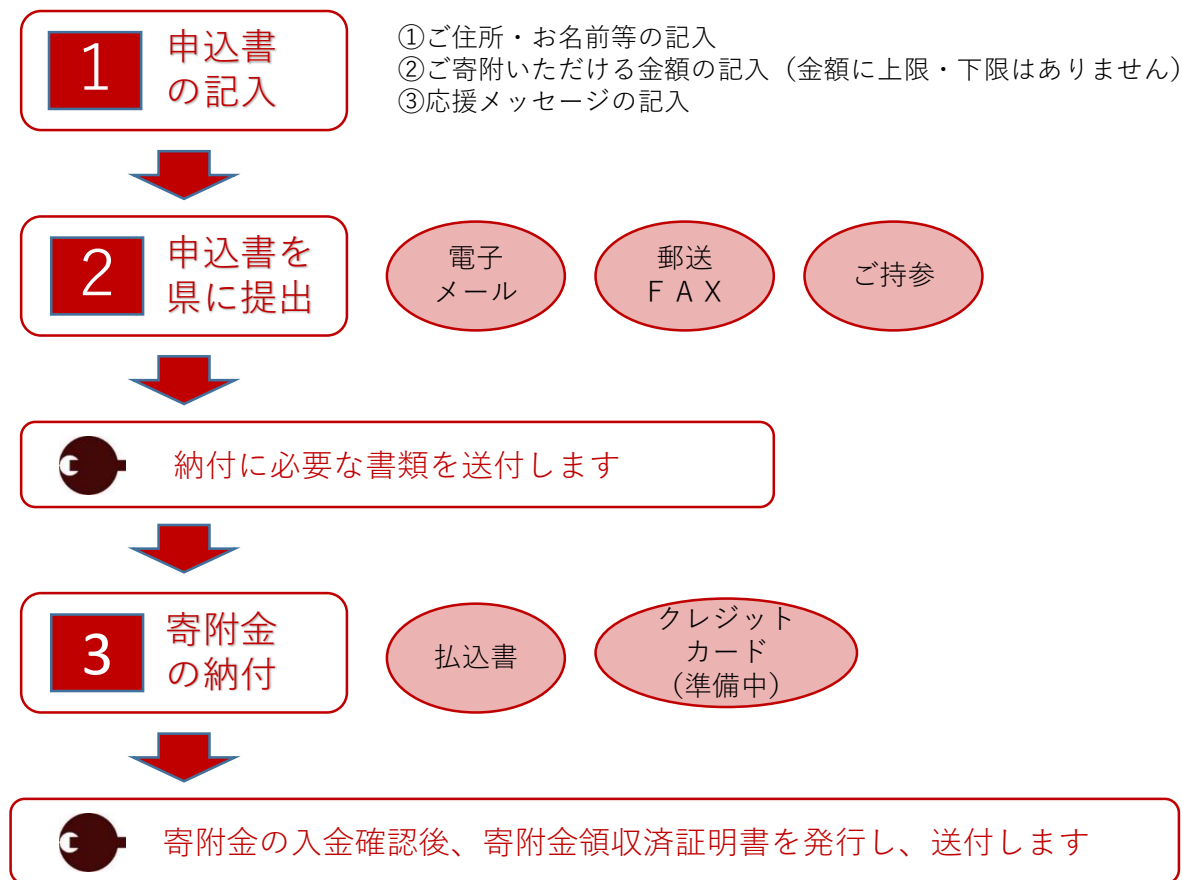 1
申込書
の記入
①ご住所・お名前等の記入
②ご寄附いただける金額の記入（金額に上限・下限はありません）
③応援メッセージの記入
2
申込書を
県に提出
電子
メール
郵送
ＦＡＸ
ご持参
納付に必要な書類を送付します
3
寄附金
の納付
払込書
クレジット
カード
(準備中)
寄附金の入金確認後、寄附金領収済証明書を発行し、送付します